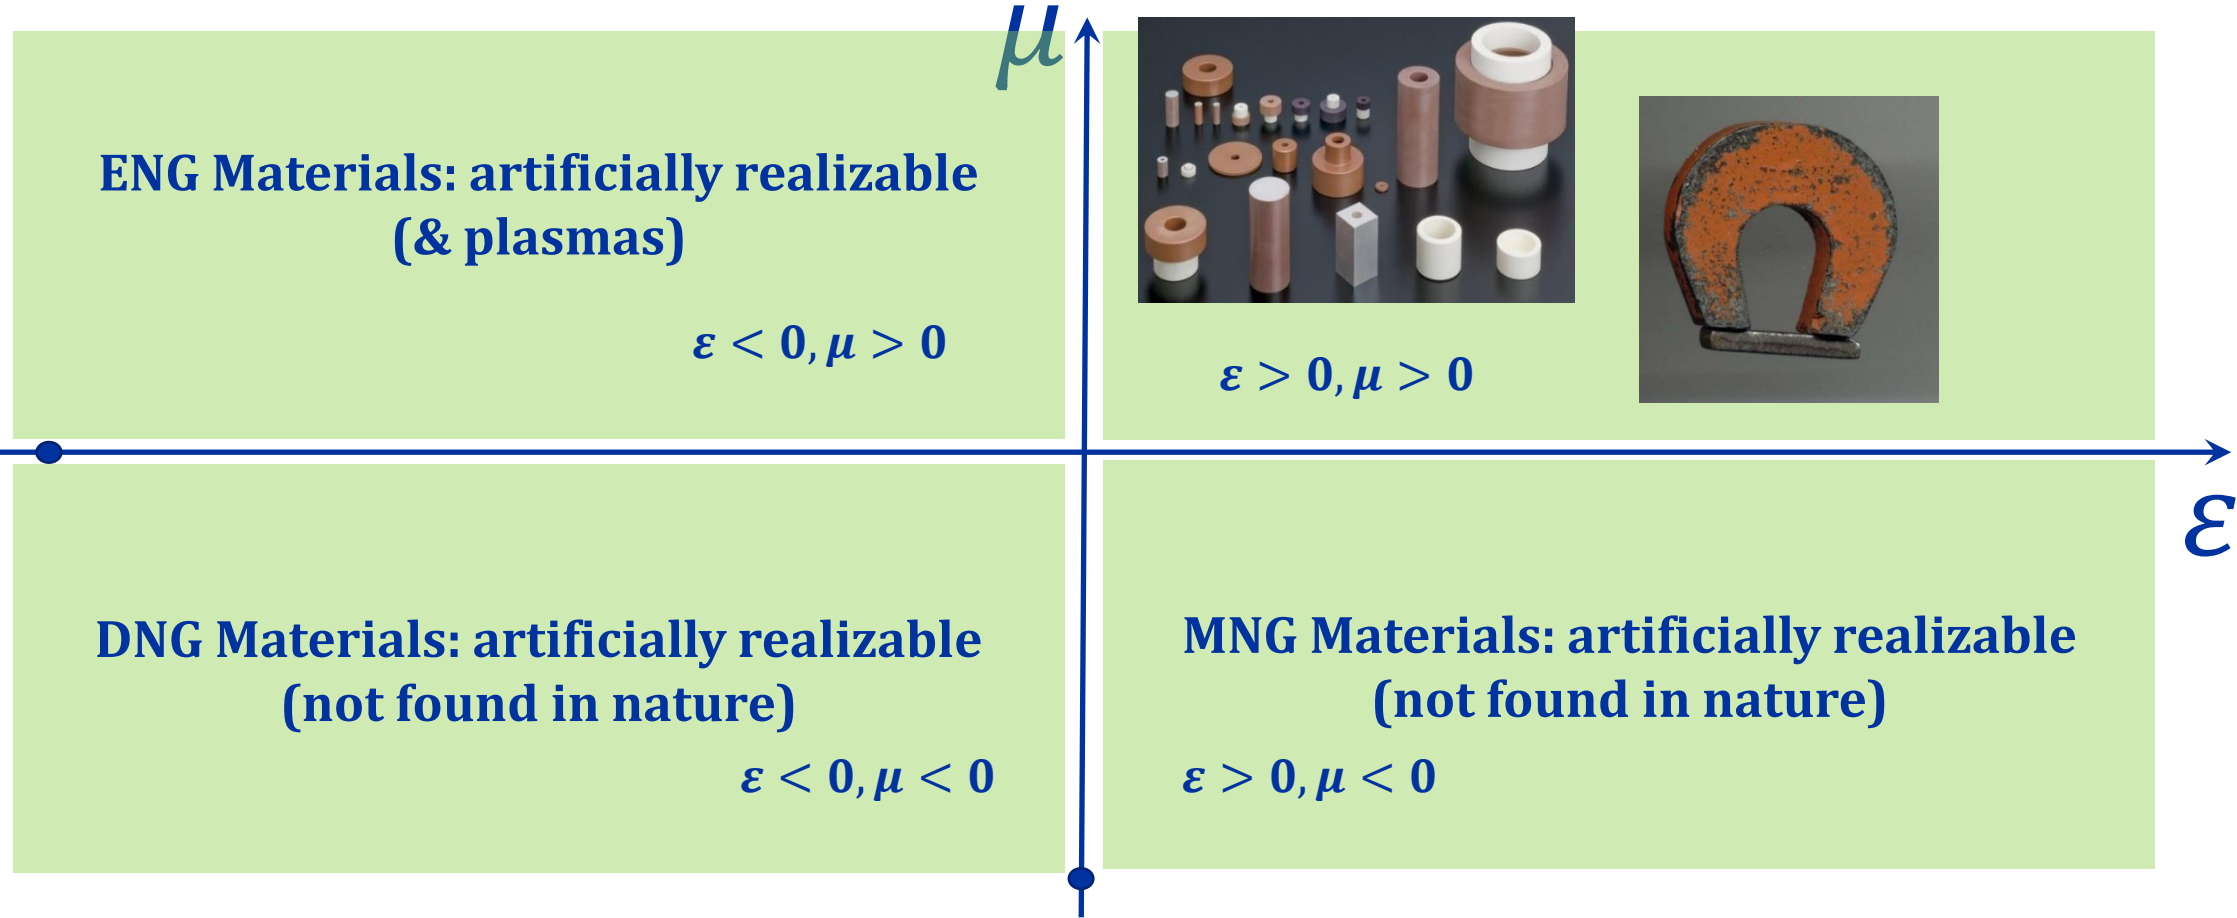 μ
ENG Materials: artificially realizable
(& plasmas)
ε < 0, μ > 0
ε > 0, μ > 0
ε
DNG Materials: artificially realizable
(not found in nature)
ε < 0, μ < 0
MNG Materials: artificially realizable
(not found in nature)
ε > 0, μ < 0